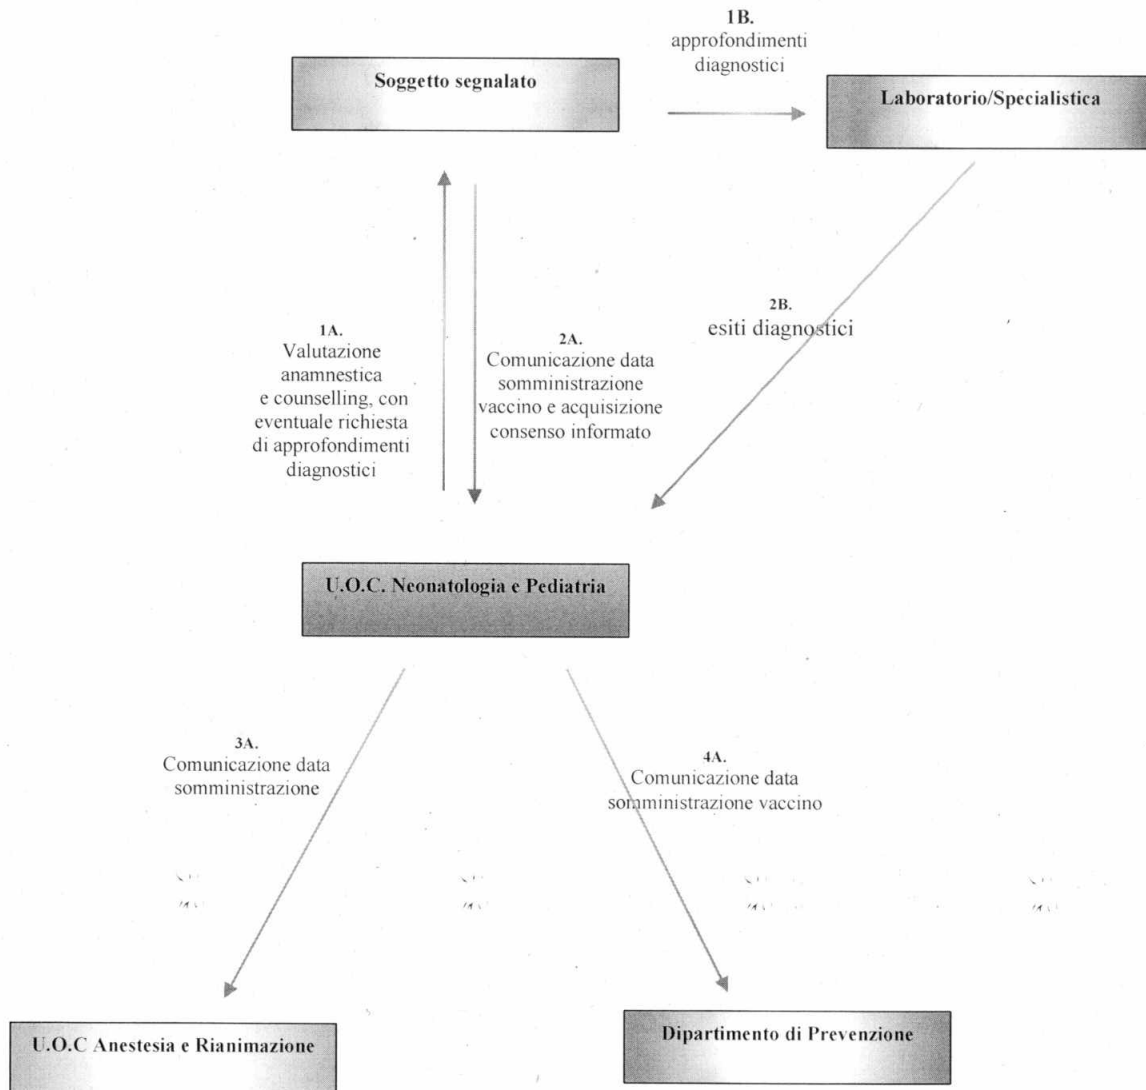 1B.
approfondimenti
diagnostici
Soggetto segnalato
Laboratorio/Specialistica
1A.
Valutazione
anamnestica
e counselling, con
eventuale richiesta
di approfondimenti
diagnostici
2A.
Comunicazione data
somministrazione
vaccino e acquisizione
consenso informato
2B.
esiti diagnostici
U.O.C. Neonatologia e Pediatria
3A.
Comunicazione data
somministrazione
4A.
Comunicazione data
somministrazione vaccino
U.O.C Anestesia e Rianimazione
Dipartimento di Prevenzione